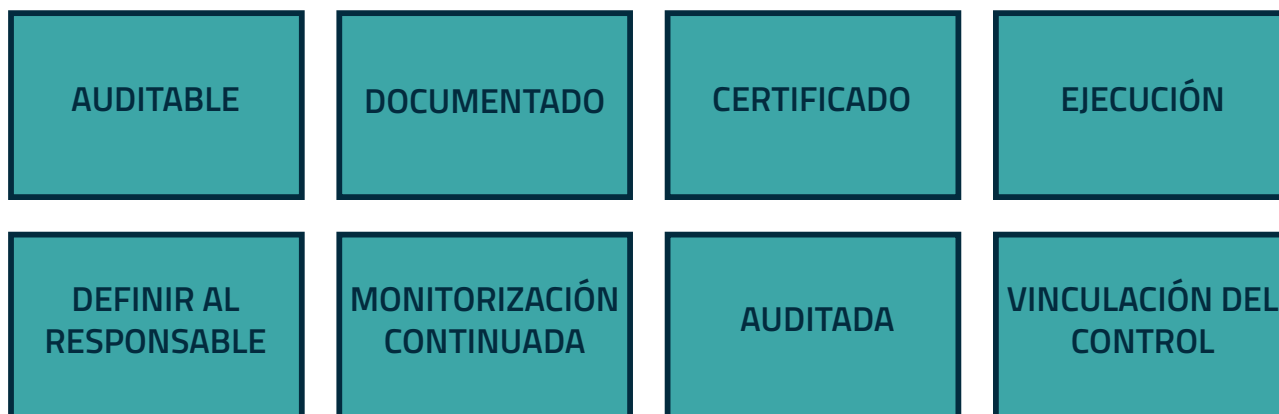 AUDITABLE
DOCUMENTADO
CERTIFICADO
EJECUCIÓN
DEFINIR AL
RESPONSABLE
MONITORIZACIÓN
CONTINUADA
AUDITADA
VINCULACIÓN DEL
CONTROL